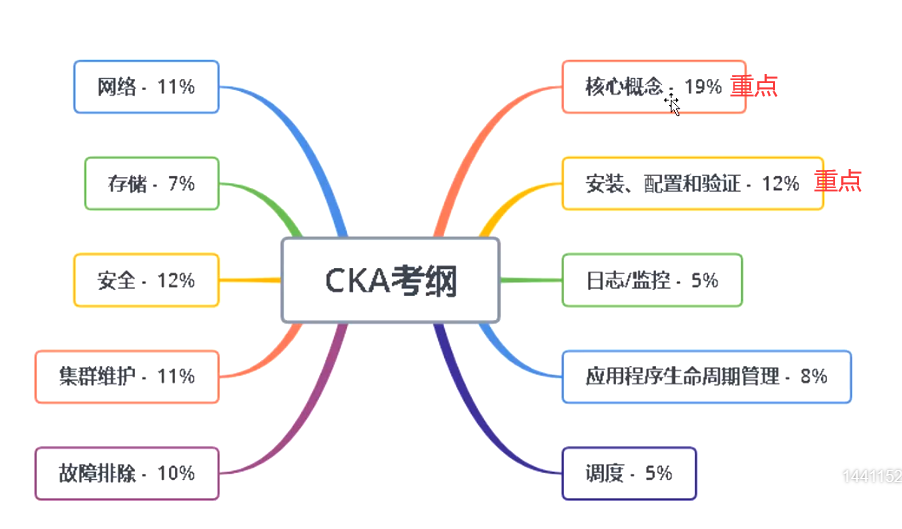 网络 - 11%
核心概念 - 19% 重点
存储 - 7%
安装、配置和验证 - 12% 重点
安全 - 12%
CKA考纲
日志/监控 - 5%
集群维护 - 11%
应用程序生命周期管理 - 8%
故障排除 - 10%
调度 - 5%
1441152